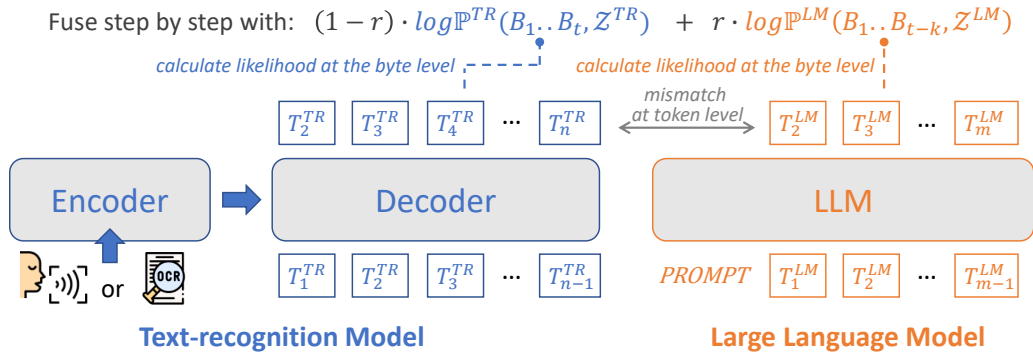 Fuse step by step with: (1 − r) · logℙ^{TR}(B_1..B_t, 𝒵^{TR}) + r · logℙ^{LM}(B_1..B_{t−k}, 𝒵^{LM})
calculate likelihood at the byte level calculate likelihood at the byte level
T_2^{TR} T_3^{TR} T_4^{TR} ... T_n^{TR} mismatch at token level T_2^{LM} T_3^{LM} ... T_m^{LM}
Encoder Decoder LLM
or OCR T_1^{TR} T_2^{TR} T_3^{TR} ... T_{n−1}^{TR} PROMPT T_1^{LM} T_2^{LM} ... T_{m−1}^{LM}
Text-recognition Model Large Language Model